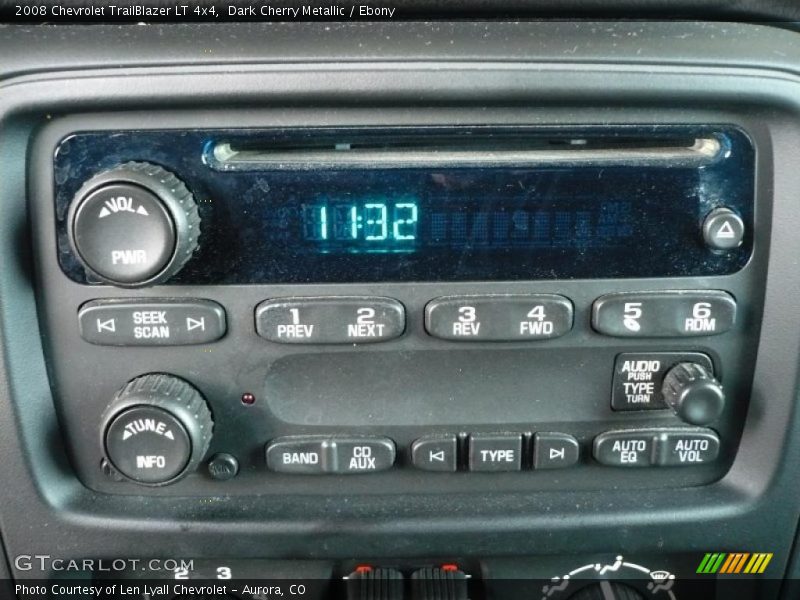 2008 Chevrolet TrailBlazer LT 4x4, Dark Cherry Metallic / Ebony
VOL
PWR
11:32
SEEK
SCAN
1
PREV
2
NEXT
3
REV
4
FWD
5
6
RDM
AUDIO
PUSH
TYPE
TURN
TUNE
INFO
BAND
CD
AUX
TYPE
AUTO
EQ
AUTO
VOL
GTCARLOT.COM
2 3
Photo Courtesy of Len Lyall Chevrolet – Aurora, CO